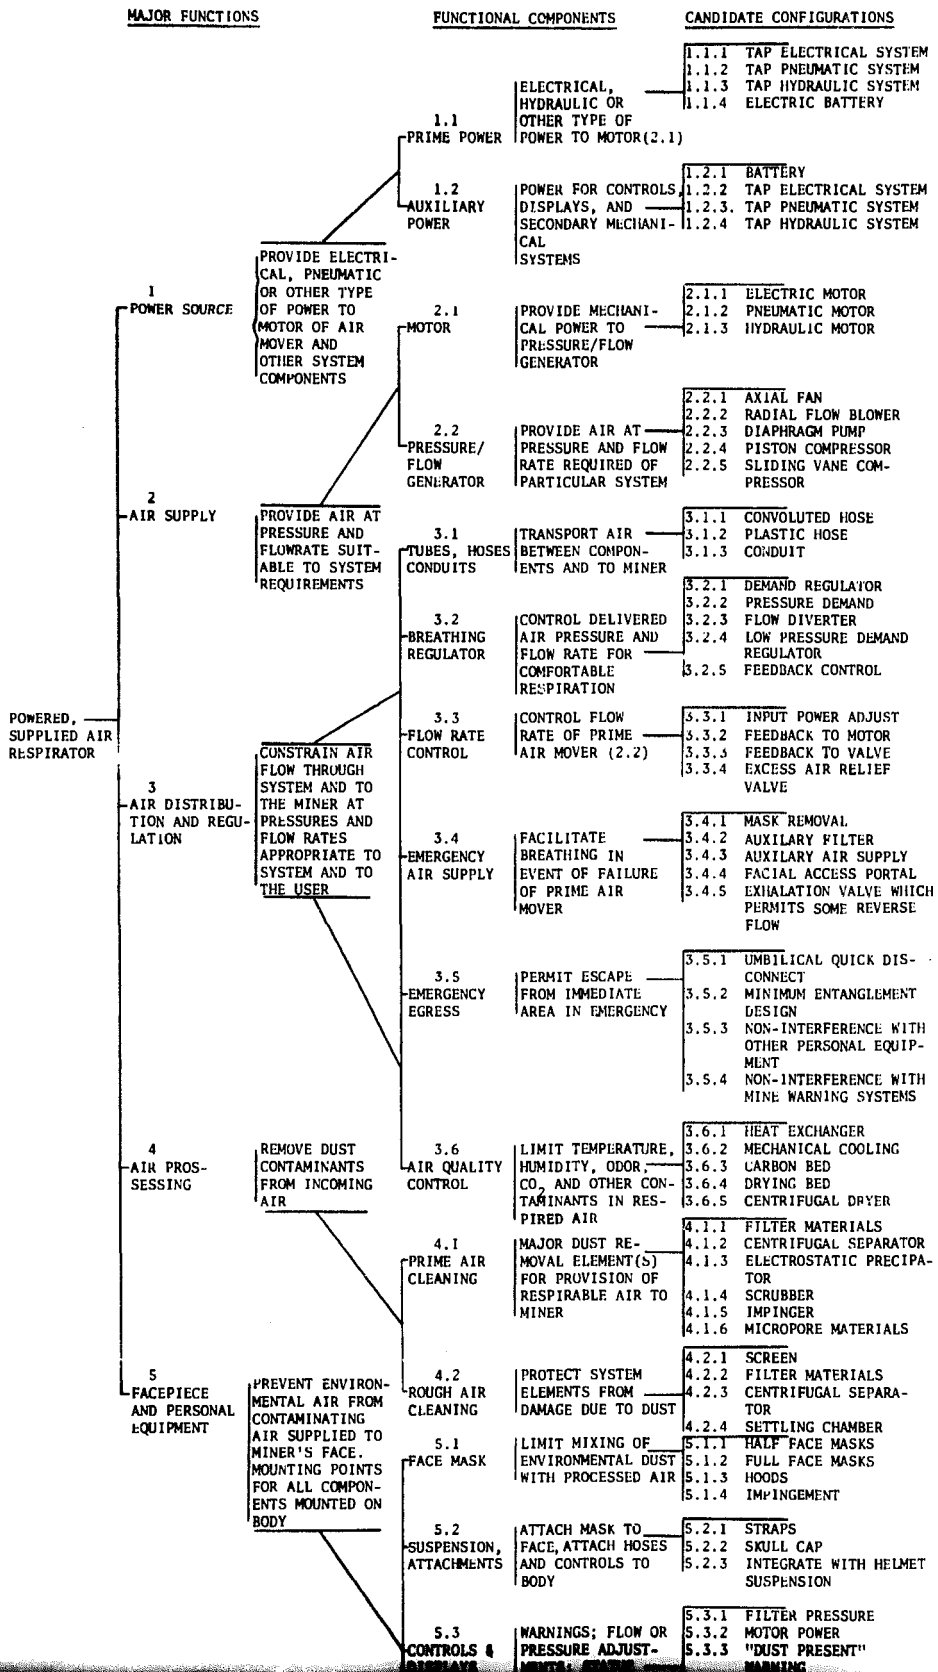 MAJOR FUNCTIONS
FUNCTIONAL COMPONENTS
CANDIDATE CONFIGURATIONS
POWERED,
SUPPLIED AIR
RESPIRATOR
1
POWER SOURCE
PROVIDE ELECTRI-
CAL, PNEUMATIC
OR OTHER TYPE
OF POWER TO
MOTOR OF AIR
MOVER AND
OTHER SYSTEM
COMPONENTS
1.1
PRIME POWER
ELECTRICAL,
HYDRAULIC OR
OTHER TYPE OF
POWER TO MOTOR(2.1)
1.1.1 TAP ELECTRICAL SYSTEM
1.1.2 TAP PNEUMATIC SYSTEM
1.1.3 TAP HYDRAULIC SYSTEM
1.1.4 ELECTRIC BATTERY
1.2
AUXILIARY
POWER
POWER FOR CONTROLS,
DISPLAYS, AND
SECONDARY MECHANI-
CAL
SYSTEMS
1.2.1 BATTERY
1.2.2 TAP ELECTRICAL SYSTEM
1.2.3. TAP PNEUMATIC SYSTEM
1.2.4 TAP HYDRAULIC SYSTEM
2
AIR SUPPLY
PROVIDE AIR AT
PRESSURE AND
FLOWRATE SUIT-
ABLE TO SYSTEM
REQUIREMENTS
2.1
MOTOR
PROVIDE MECHANI-
CAL POWER TO
PRESSURE/FLOW
GENERATOR
2.1.1 ELECTRIC MOTOR
2.1.2 PNEUMATIC MOTOR
2.1.3 HYDRAULIC MOTOR
2.2
PRESSURE/
FLOW
GENERATOR
PROVIDE AIR AT
PRESSURE AND FLOW
RATE REQUIRED OF
PARTICULAR SYSTEM
2.2.1 AXIAL FAN
2.2.2 RADIAL FLOW BLOWER
2.2.3 DIAPHRAGM PUMP
2.2.4 PISTON COMPRESSOR
2.2.5 SLIDING VANE COM-
PRESSOR
3
AIR DISTRIBU-
TION AND REGU-
LATION
CONSTRAIN AIR
FLOW THROUGH
SYSTEM AND TO
THE MINER AT
PRESSURES AND
FLOW RATES
APPROPRIATE TO
SYSTEM AND TO
THE USER
3.1
TUBES, HOSES
CONDUITS
TRANSPORT AIR
BETWEEN COMPON-
ENTS AND TO MINER
3.1.1 CONVOLUTED HOSE
3.1.2 PLASTIC HOSE
3.1.3 CONDUIT
3.2
BREATHING
REGULATOR
CONTROL DELIVERED
AIR PRESSURE AND
FLOW RATE FOR
COMFORTABLE
RESPIRATION
3.2.1 DEMAND REGULATOR
3.2.2 PRESSURE DEMAND
3.2.3 FLOW DIVERTER
3.2.4 LOW PRESSURE DEMAND
REGULATOR
3.2.5 FEEDBACK CONTROL
3.3
FLOW RATE
CONTROL
CONTROL FLOW
RATE OF PRIME
AIR MOVER (2.2)
3.3.1 INPUT POWER ADJUST
3.3.2 FEEDBACK TO MOTOR
3.3.3 FEEDBACK TO VALVE
3.3.4 EXCESS AIR RELIEF
VALVE
3.4
EMERGENCY
AIR SUPPLY
FACILITATE
BREATHING IN
EVENT OF FAILURE
OF PRIME AIR
MOVER
3.4.1 MASK REMOVAL
3.4.2 AUXILARY FILTER
3.4.3 AUXILARY AIR SUPPLY
3.4.4 FACIAL ACCESS PORTAL
3.4.5 EXHALATION VALVE WHICH
PERMITS SOME REVERSE
FLOW
3.5
EMERGENCY
EGRESS
PERMIT ESCAPE
FROM IMMEDIATE
AREA IN EMERGENCY
3.5.1 UMBILICAL QUICK DIS-
CONNECT
3.5.2 MINIMUM ENTANGLEMENT
DESIGN
3.5.3 NON-INTERFERENCE WITH
OTHER PERSONAL EQUIP-
MENT
3.5.4 NON-INTERFERENCE WITH
MINE WARNING SYSTEMS
3.6
AIR QUALITY
CONTROL
LIMIT TEMPERATURE,
HUMIDITY, ODOR,
CO2 AND OTHER CON-
TAMINANTS IN RES-
PIRED AIR
3.6.1 HEAT EXCHANGER
3.6.2 MECHANICAL COOLING
3.6.3 CARBON BED
3.6.4 DRYING BED
3.6.5 CENTRIFUGAL DRYER
4
AIR PROS-
SESSING
REMOVE DUST
CONTAMINANTS
FROM INCOMING
AIR
4.1
PRIME AIR
CLEANING
MAJOR DUST RE-
MOVAL ELEMENT(S)
FOR PROVISION OF
RESPIRABLE AIR TO
MINER
4.1.1 FILTER MATERIALS
4.1.2 CENTRIFUGAL SEPARATOR
4.1.3 ELECTROSTATIC PRECIPA-
TOR
4.1.4 SCRUBBER
4.1.5 IMPINGER
4.1.6 MICROPORE MATERIALS
4.2
ROUGH AIR
CLEANING
PROTECT SYSTEM
ELEMENTS FROM
DAMAGE DUE TO DUST
4.2.1 SCREEN
4.2.2 FILTER MATERIALS
4.2.3 CENTRIFUGAL SEPARA-
TOR
4.2.4 SETTLING CHAMBER
5
FACEPIECE
AND PERSONAL
EQUIPMENT
PREVENT ENVIRON-
MENTAL AIR FROM
CONTAMINATING
AIR SUPPLIED TO
MINER'S FACE.
MOUNTING POINTS
FOR ALL COMPON-
ENTS MOUNTED ON
BODY
5.1
FACE MASK
LIMIT MIXING OF
ENVIRONMENTAL DUST
WITH PROCESSED AIR
5.1.1 HALF FACE MASKS
5.1.2 FULL FACE MASKS
5.1.3 HOODS
5.1.4 IMPINGEMENT
5.2
SUSPENSION,
ATTACHMENTS
ATTACH MASK TO
FACE, ATTACH HOSES
AND CONTROLS TO
BODY
5.2.1 STRAPS
5.2.2 SKULL CAP
5.2.3 INTEGRATE WITH HELMET
SUSPENSION
5.3
CONTROLS &
DISPLAYS
WARNINGS; FLOW OR
PRESSURE ADJUST-
MENTS; STATUS
5.3.1 FILTER PRESSURE
5.3.2 MOTOR POWER
5.3.3 "DUST PRESENT"
WARNING